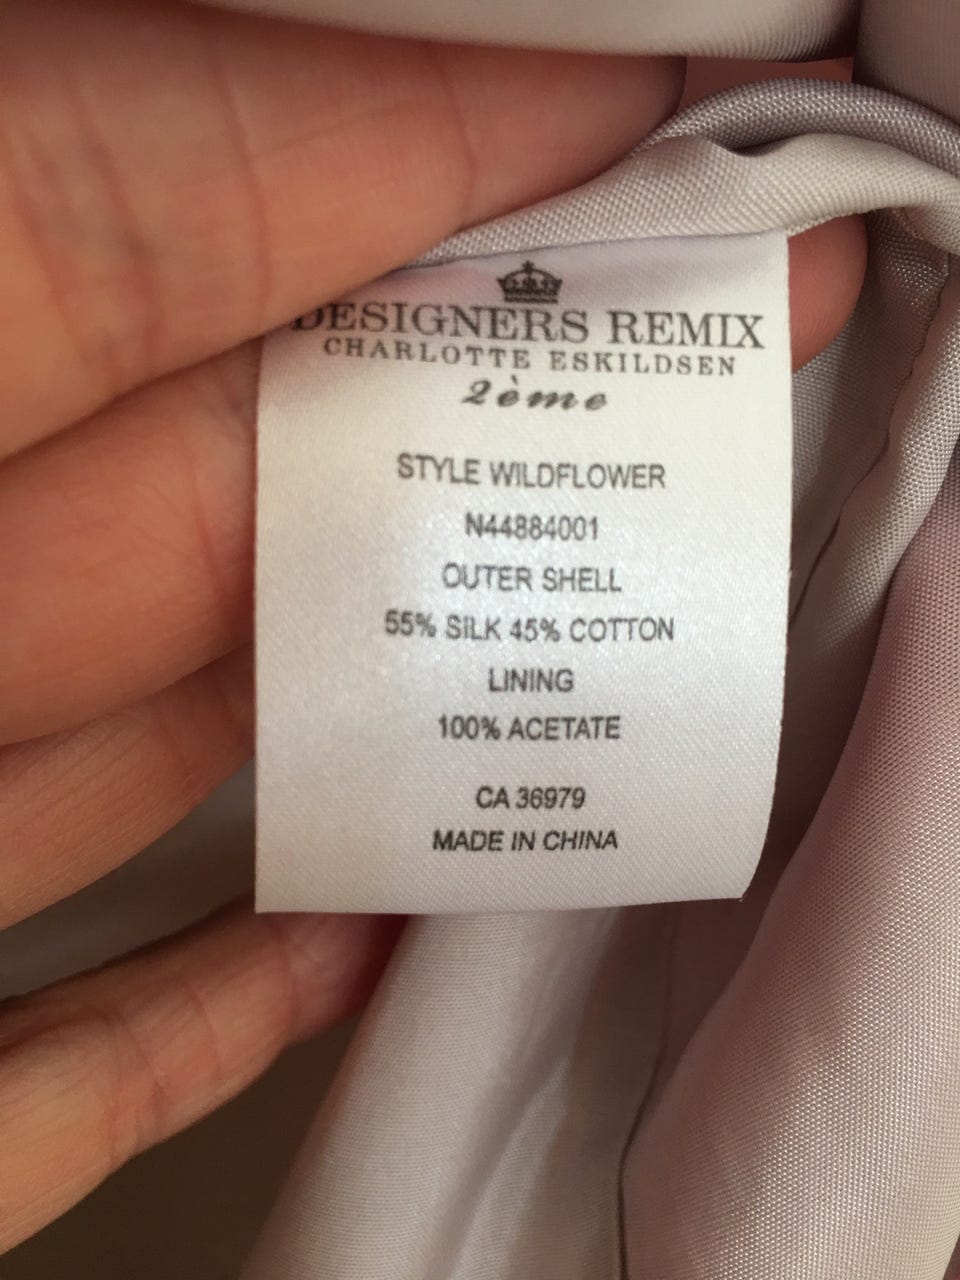 DESIGNERS REMIX
CHARLOTTE ESKILDSEN
2ème
STYLE WILDFLOWER
N44884001
OUTER SHELL
55% SILK 45% COTTON
LINING
100% ACETATE
CA 36979
MADE IN CHINA